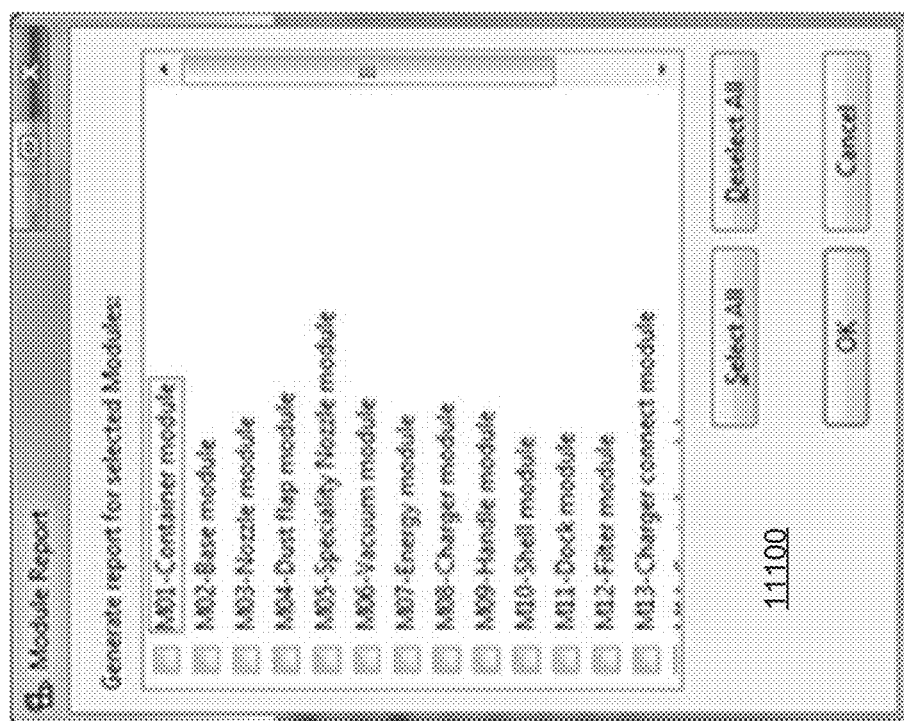 Module Report
Generate report for selected Modules:
M01-Container module
M02-Base module
M03-Nozzle module
M04-Dust flap module
M05-Speciality Nozzle module
M06-Vacuum module
M07-Energy module
M08-Charger module
M09-Handle module
M10-Shell module
M11-Dock module
M12-Filter module
M13-Charger connect module
Select All Deselect All
OK Cancel
11100